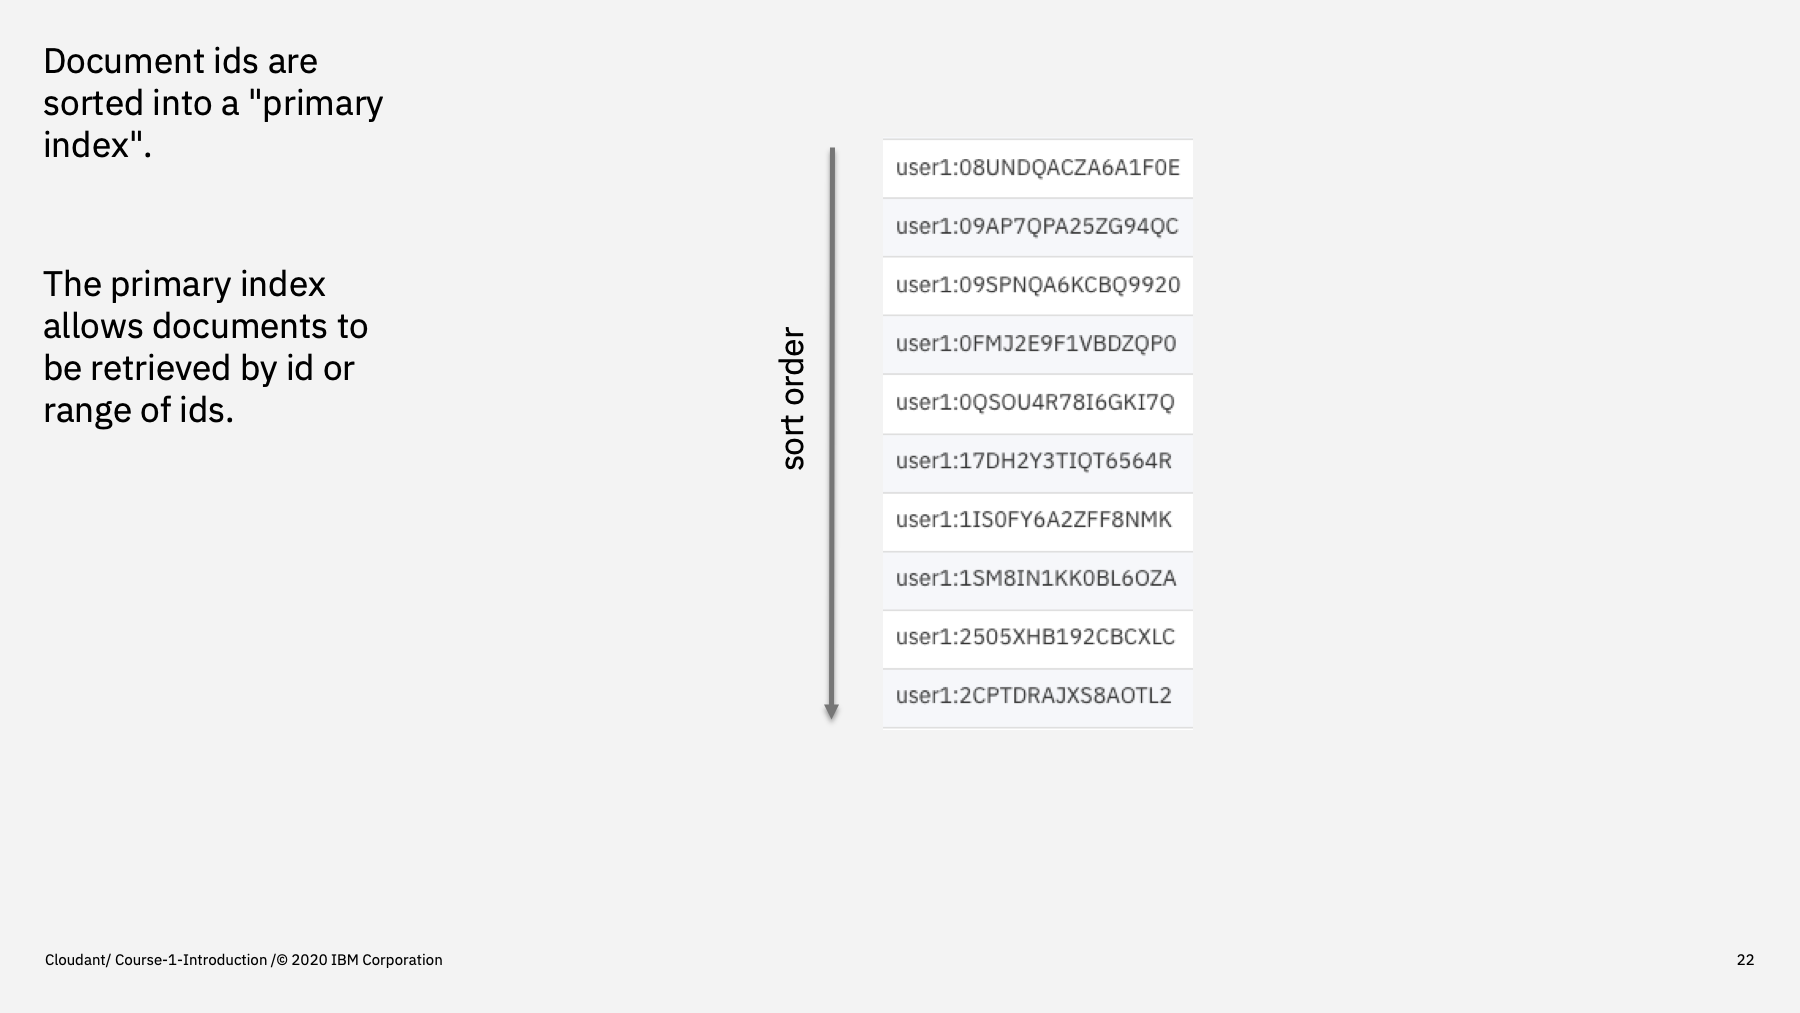 Document ids are
sorted into a "primary
index".
The primary index
allows documents to
be retrieved by id or
range of ids.
sort order
user1:08UNDQACZA6A1F0E
user1:09AP7QPA25ZG94QC
user1:09SPNQA6KCBQ9920
user1:0FMJ2E9F1VBDZQP0
user1:0QSOU4R78I6GKI7Q
user1:17DH2Y3TIQT6564R
user1:1IS0FY6A2ZFF8NMK
user1:1SM8IN1KK0BL6OZA
user1:2505XHB192CBCXLC
user1:2CPTDRAJXS8AOTL2
Cloudant/ Course-1-Introduction /© 2020 IBM Corporation
22